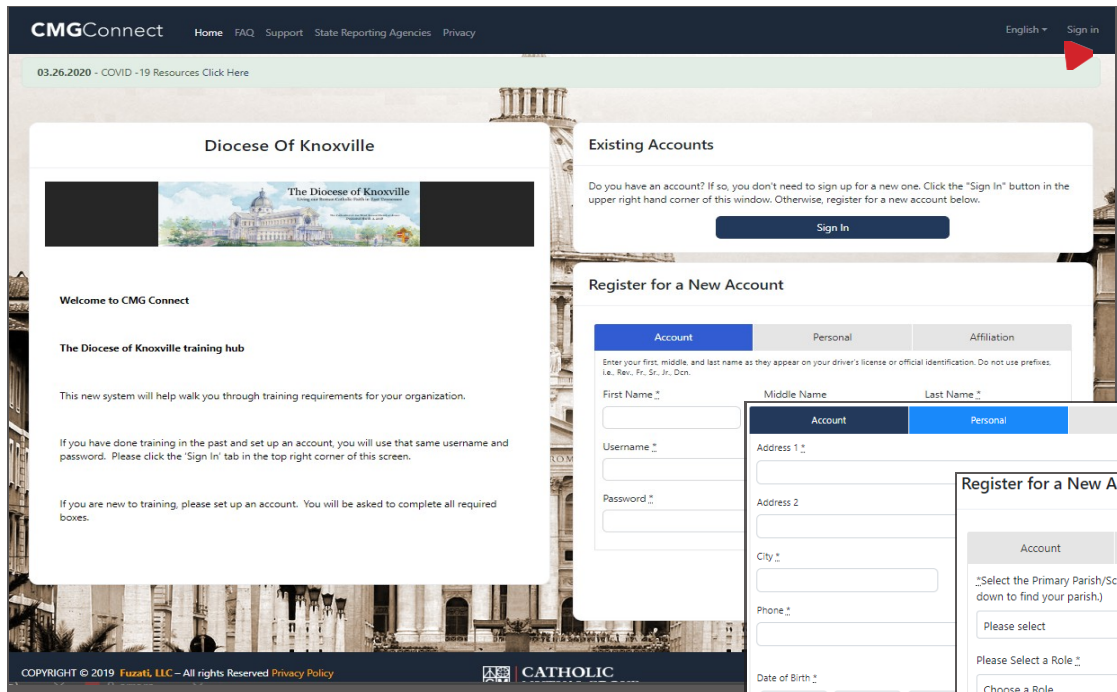 CMGConnect Home FAQ Support State Reporting Agencies Privacy English Sign in
03.26.2020 - COVID -19 Resources Click Here
Diocese Of Knoxville
The Diocese of Knoxville
Welcome to CMG Connect
The Diocese of Knoxville training hub
This new system will help walk you through training requirements for your organization.
If you have done training in the past and set up an account, you will use that same username and
password. Please click the 'Sign In' tab in the top right corner of this screen.
If you are new to training, please set up an account. You will be asked to complete all required
boxes.
Existing Accounts
Do you have an account? If so, you don't need to sign up for a new one. Click the "Sign In" button in the
upper right hand corner of this window. Otherwise, register for a new account below.
Sign In
Register for a New Account
Account Personal Affiliation
Enter your first, middle, and last name as they appear on your driver's license or official identification. Do not use prefixes,
i.e., Rev., Fr., Sr., Jr., Dcn.
First Name * Middle Name Last Name *
Username *
Password *
Account Personal
Address 1 *
Address 2
City *
Phone *
Date of Birth *
Register for a New A
Account
*Select the Primary Parish/Sc
down to find your parish.)
Please select
Please Select a Role *
Choose a Role
COPYRIGHT © 2019 Fuzati, LLC – All rights Reserved Privacy Policy
CATHOLIC